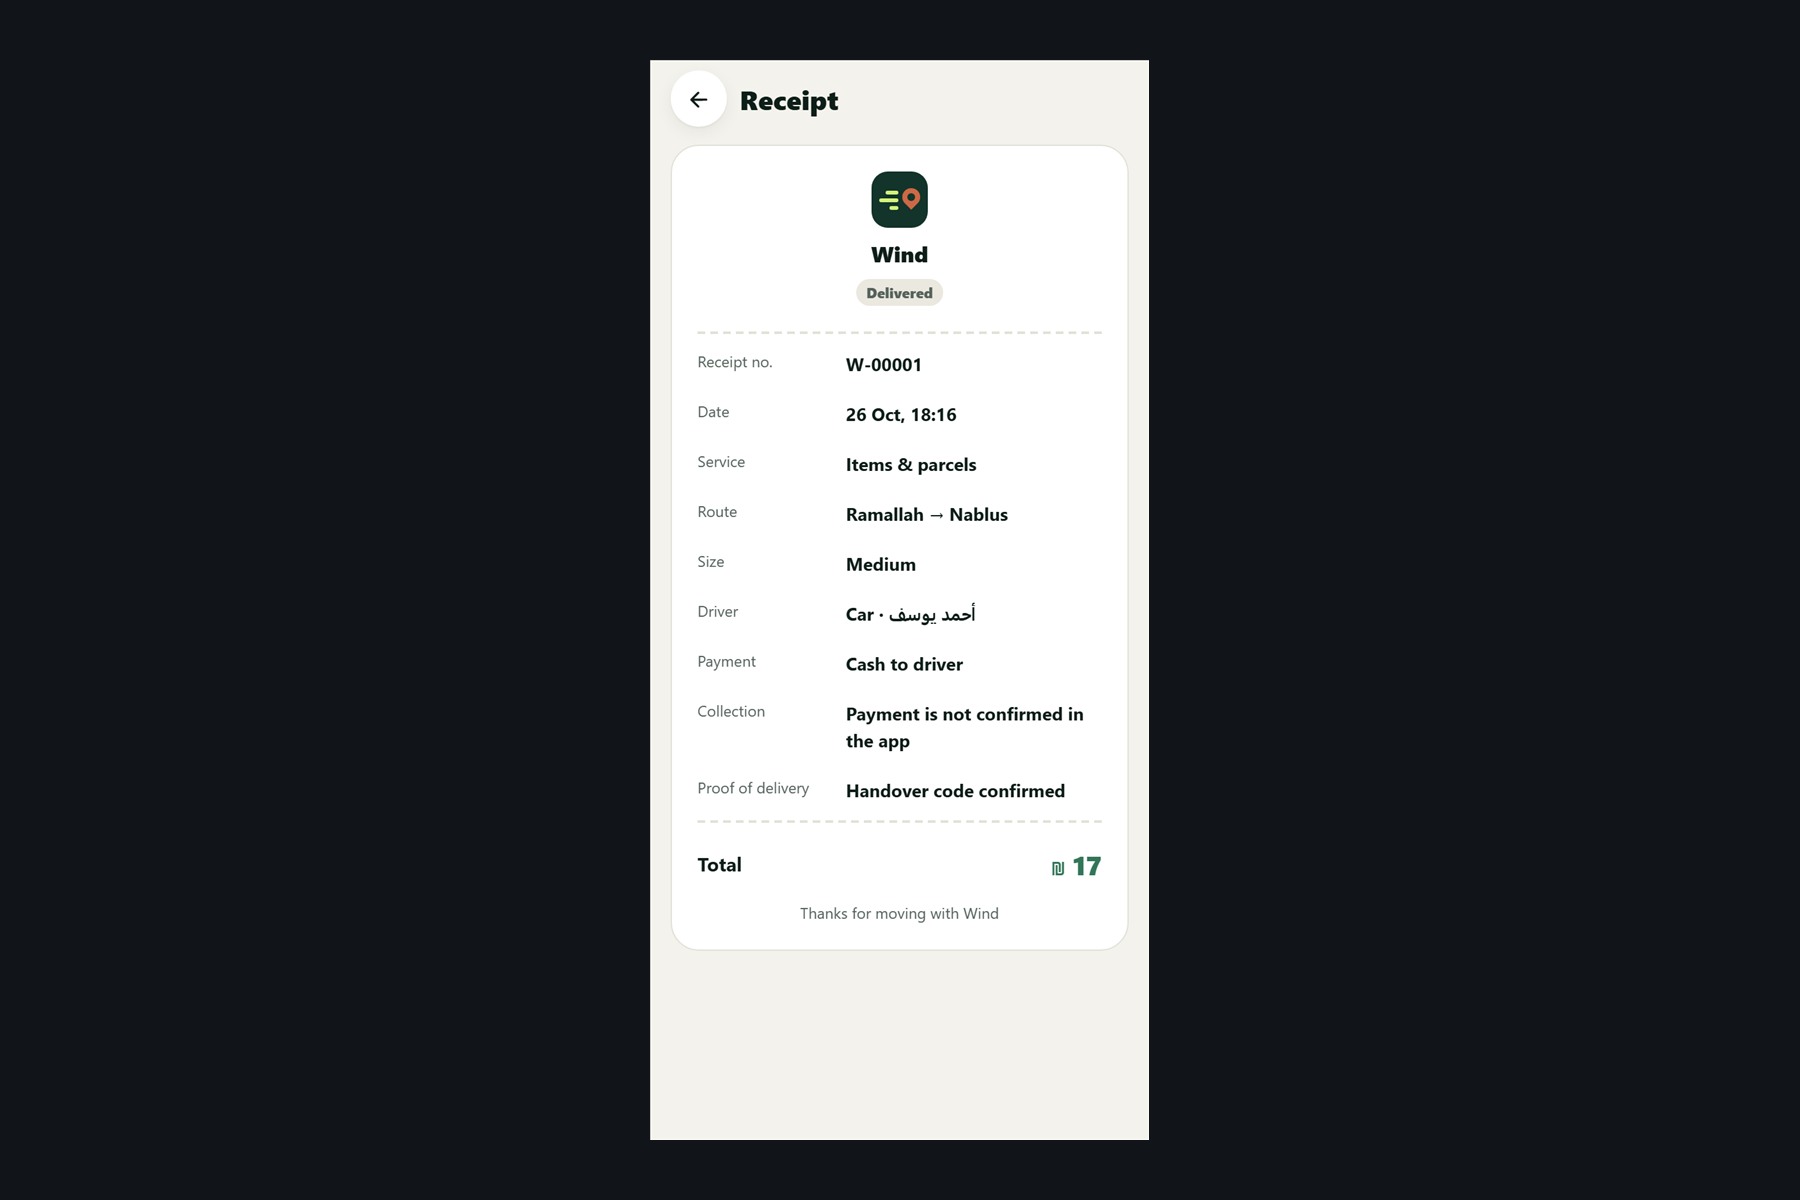 Receipt
Wind
Delivered
Receipt no. W-00001
Date 26 Oct, 18:16
Service Items & parcels
Route Ramallah → Nablus
Size Medium
Driver Car · أحمد يوسف
Payment Cash to driver
Collection Payment is not confirmed in
the app
Proof of delivery Handover code confirmed
Total ₪ 17
Thanks for moving with Wind